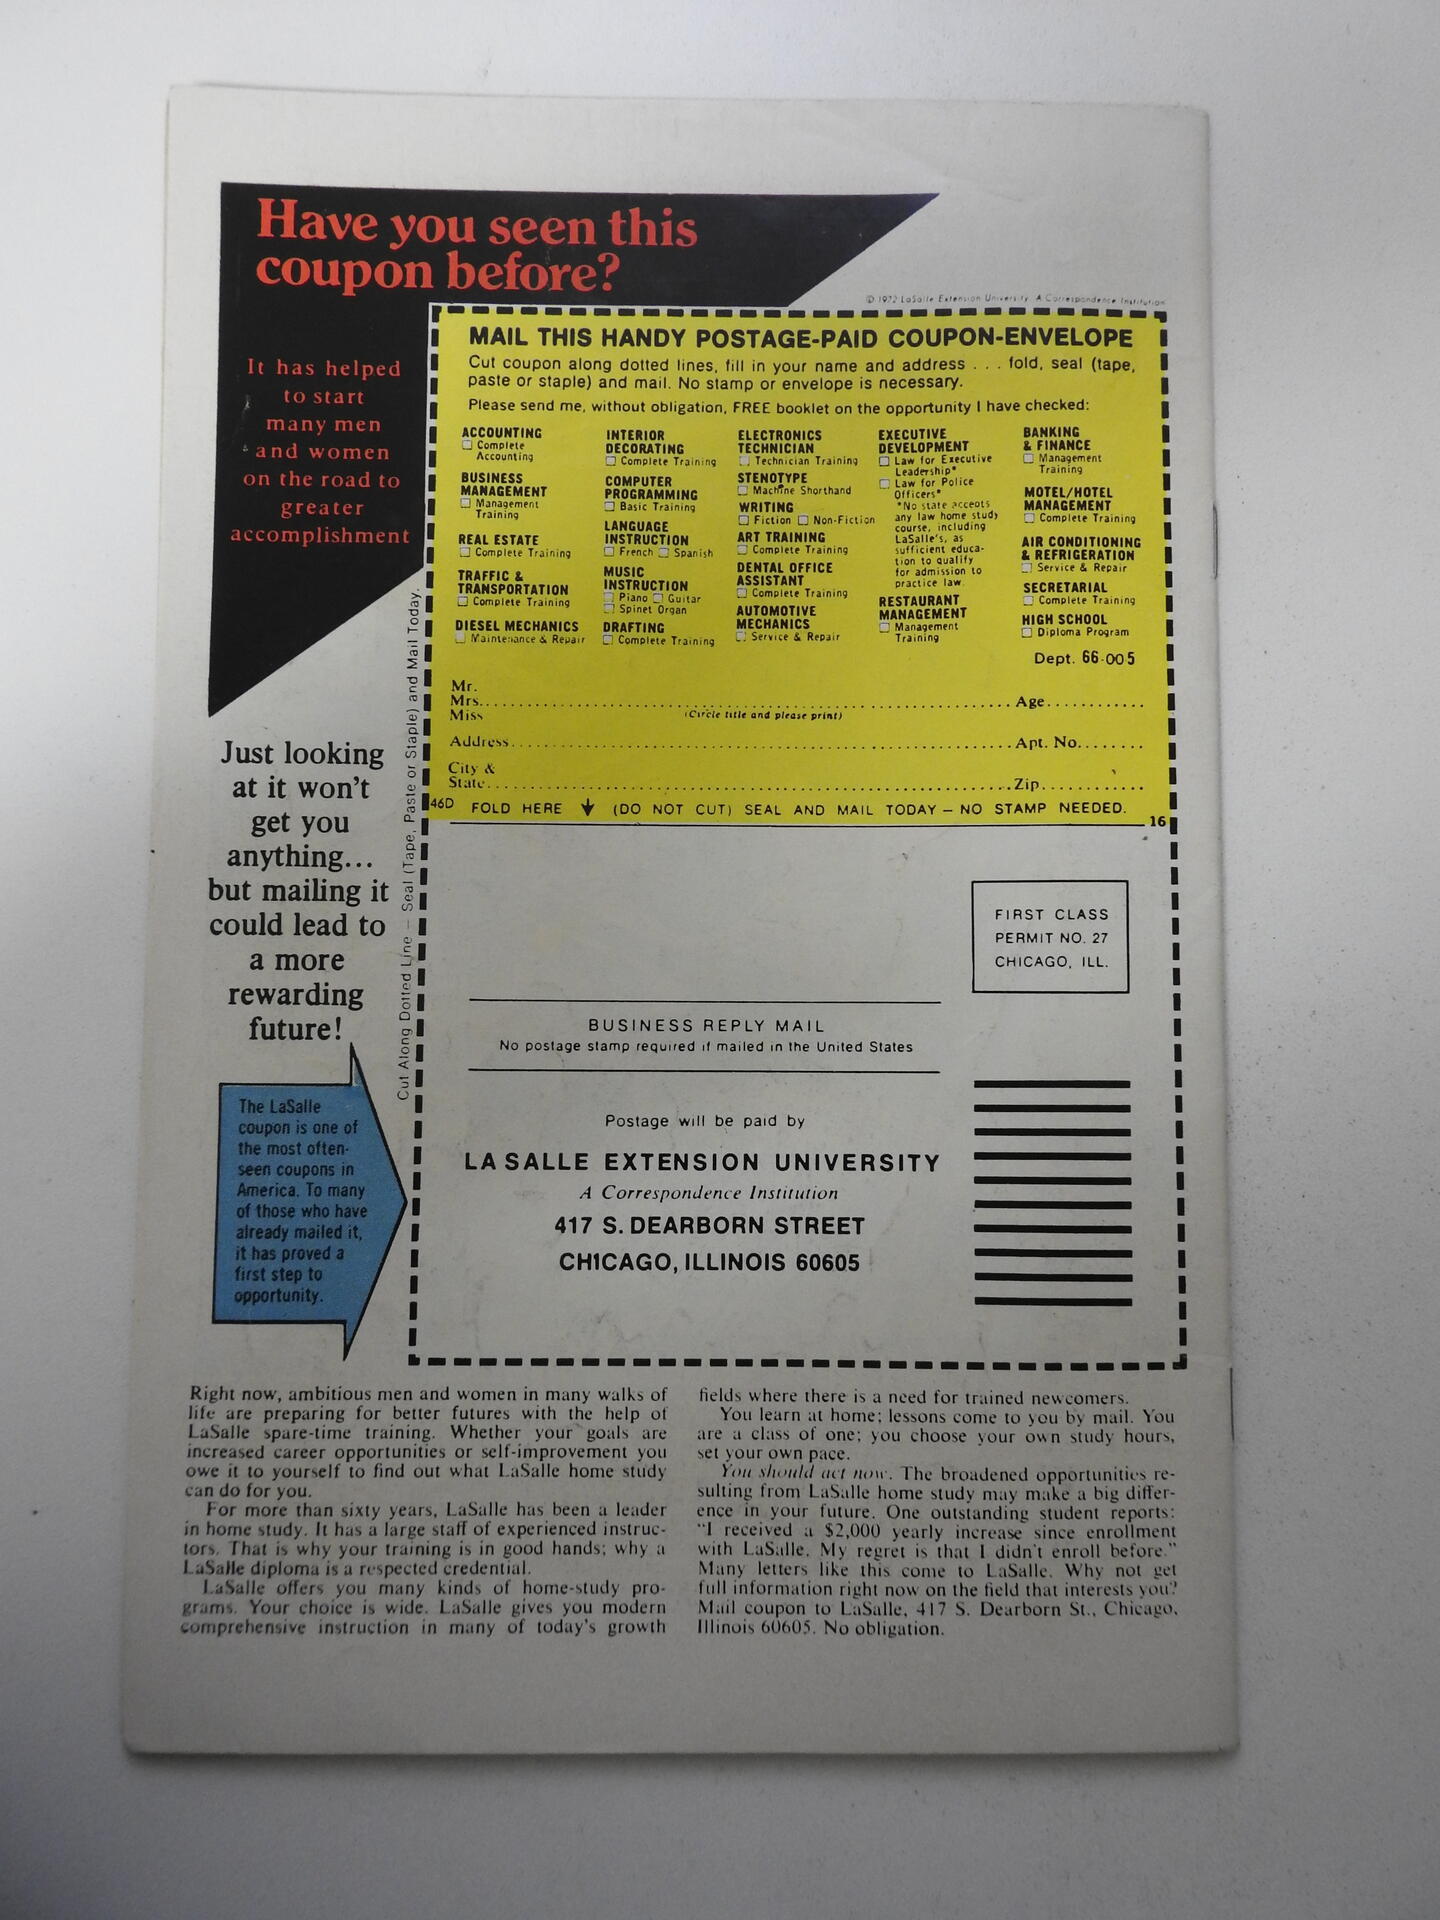 Have you seen this
coupon before?
© 1972 LaSalle Extension University A Correspondence Institution
It has helped
to start
many men
and women
on the road to
greater
accomplishment
Just looking
at it won't
get you
anything...
but mailing it
could lead to
a more
rewarding
future!
The LaSalle
coupon is one of
the most often-
seen coupons in
America. To many
of those who have
already mailed it,
it has proved a
first step to
opportunity.
Cut Along Dotted Line — Seal (Tape, Paste or Staple) and Mail Today.
MAIL THIS HANDY POSTAGE-PAID COUPON-ENVELOPE
Cut coupon along dotted lines, fill in your name and address . . . fold, seal (tape,
paste or staple) and mail. No stamp or envelope is necessary.
Please send me, without obligation, FREE booklet on the opportunity I have checked:
ACCOUNTING
☐ Complete
Accounting
BUSINESS
MANAGEMENT
☐ Management
Training
REAL ESTATE
☐ Complete Training
TRAFFIC &
TRANSPORTATION
☐ Complete Training
DIESEL MECHANICS
☐ Maintenance & Repair
INTERIOR
DECORATING
☐ Complete Training
COMPUTER
PROGRAMMING
☐ Basic Training
LANGUAGE
INSTRUCTION
☐ French ☐ Spanish
MUSIC
INSTRUCTION
☐ Piano ☐ Guitar
☐ Spinet Organ
DRAFTING
☐ Complete Training
ELECTRONICS
TECHNICIAN
☐ Technician Training
STENOTYPE
☐ Machine Shorthand
WRITING
☐ Fiction ☐ Non-Fiction
ART TRAINING
☐ Complete Training
DENTAL OFFICE
ASSISTANT
☐ Complete Training
AUTOMOTIVE
MECHANICS
☐ Service & Repair
EXECUTIVE
DEVELOPMENT
☐ Law for Executive
Leadership*
☐ Law for Police
Officers*
*No state accepts
any law home study
course, including
LaSalle's, as
sufficient educa-
tion to qualify
for admission to
practice law.
RESTAURANT
MANAGEMENT
☐ Management
Training
BANKING
& FINANCE
☐ Management
Training
MOTEL/HOTEL
MANAGEMENT
☐ Complete Training
AIR CONDITIONING
& REFRIGERATION
☐ Service & Repair
SECRETARIAL
☐ Complete Training
HIGH SCHOOL
☐ Diploma Program
Dept. 66-005
Mr.
Mrs. Age
Miss (Circle title and please print)
Address Apt. No.
City &
State Zip
46D FOLD HERE ↓ (DO NOT CUT) SEAL AND MAIL TODAY – NO STAMP NEEDED.
16
FIRST CLASS
PERMIT NO. 27
CHICAGO, ILL.
BUSINESS REPLY MAIL
No postage stamp required if mailed in the United States
Postage will be paid by
LA SALLE EXTENSION UNIVERSITY
A Correspondence Institution
417 S. DEARBORN STREET
CHICAGO, ILLINOIS 60605
Right now, ambitious men and women in many walks of
life are preparing for better futures with the help of
LaSalle spare-time training. Whether your goals are
increased career opportunities or self-improvement you
owe it to yourself to find out what LaSalle home study
can do for you.
For more than sixty years, LaSalle has been a leader
in home study. It has a large staff of experienced instruc-
tors. That is why your training is in good hands; why a
LaSalle diploma is a respected credential.
LaSalle offers you many kinds of home-study pro-
grams. Your choice is wide. LaSalle gives you modern
comprehensive instruction in many of today's growth
fields where there is a need for trained newcomers.
You learn at home; lessons come to you by mail. You
are a class of one; you choose your own study hours,
set your own pace.
You should act now. The broadened opportunities re-
sulting from LaSalle home study may make a big differ-
ence in your future. One outstanding student reports:
"I received a $2,000 yearly increase since enrollment
with LaSalle. My regret is that I didn't enroll before."
Many letters like this come to LaSalle. Why not get
full information right now on the field that interests you?
Mail coupon to LaSalle, 417 S. Dearborn St., Chicago,
Illinois 60605. No obligation.